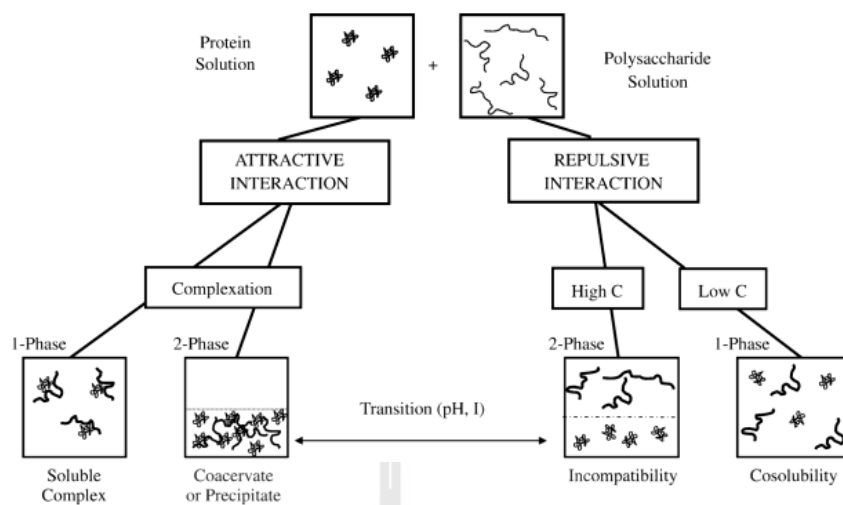 Protein
Solution
+
Polysaccharide
Solution
ATTRACTIVE
INTERACTION
REPULSIVE
INTERACTION
Complexation
High C
Low C
1-Phase
2-Phase
2-Phase
1-Phase
Transition (pH, I)
Soluble
Complex
Coacervate
or Precipitate
Incompatibility
Cosolubility